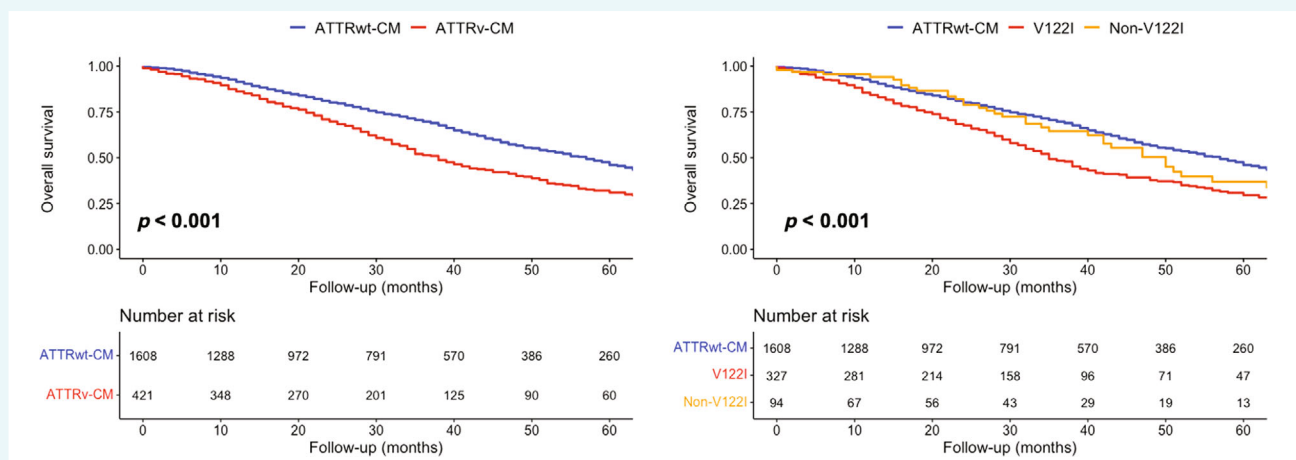 ATTRwt-CM ATTRv-CM
Overall survival
1.00
0.75
0.50
0.25
0.00
p < 0.001
0 10 20 30 40 50 60
Follow-up (months)
Number at risk
ATTRwt-CM 1608 1288 972 791 570 386 260
ATTRv-CM 421 348 270 201 125 90 60
0 10 20 30 40 50 60
Follow-up (months)
ATTRwt-CM V122I Non-V122I
Overall survival
1.00
0.75
0.50
0.25
0.00
p < 0.001
0 10 20 30 40 50 60
Follow-up (months)
Number at risk
ATTRwt-CM 1608 1288 972 791 570 386 260
V122I 327 281 214 158 96 71 47
Non-V122I 94 67 56 43 29 19 13
0 10 20 30 40 50 60
Follow-up (months)